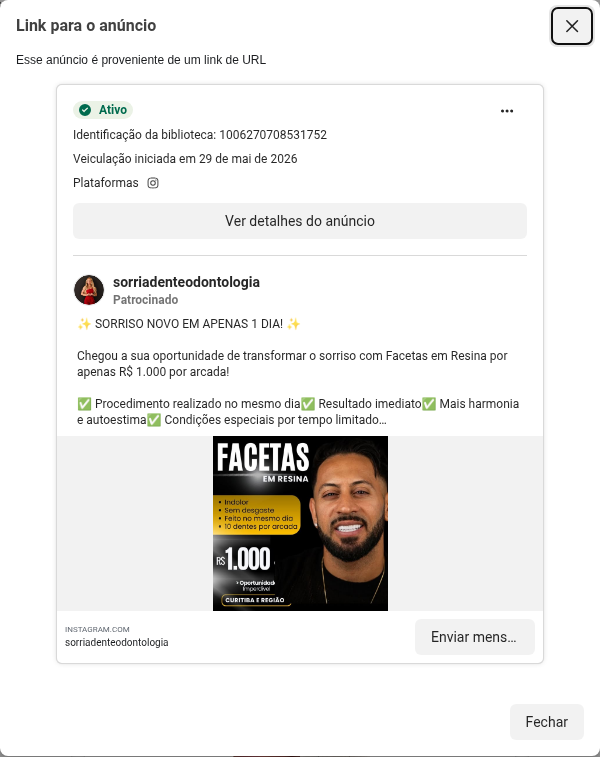 Link para o anúncio
Esse anúncio é proveniente de um link de URL
Ativo
Identificação da biblioteca: 1006270708531752
Veiculação iniciada em 29 de mai de 2026
Plataformas
Ver detalhes do anúncio
sorriadenteodontologia
Patrocinado
✨ SORRISO NOVO EM APENAS 1 DIA! ✨
Chegou a sua oportunidade de transformar o sorriso com Facetas em Resina por
apenas R$ 1.000 por arcada!
✅ Procedimento realizado no mesmo dia✅ Resultado imediato✅ Mais harmonia
e autoestima✅ Condições especiais por tempo limitado...
FACETAS
EM RESINA
• Indolor
• Sem desgaste
• Feito no mesmo dia
• 10 dentes por arcada
R$1.000
• Oportunidade
Imperdível
CURITIBA E REGIÃO
INSTAGRAM.COM
sorriadenteodontologia
Enviar mens...
Fechar